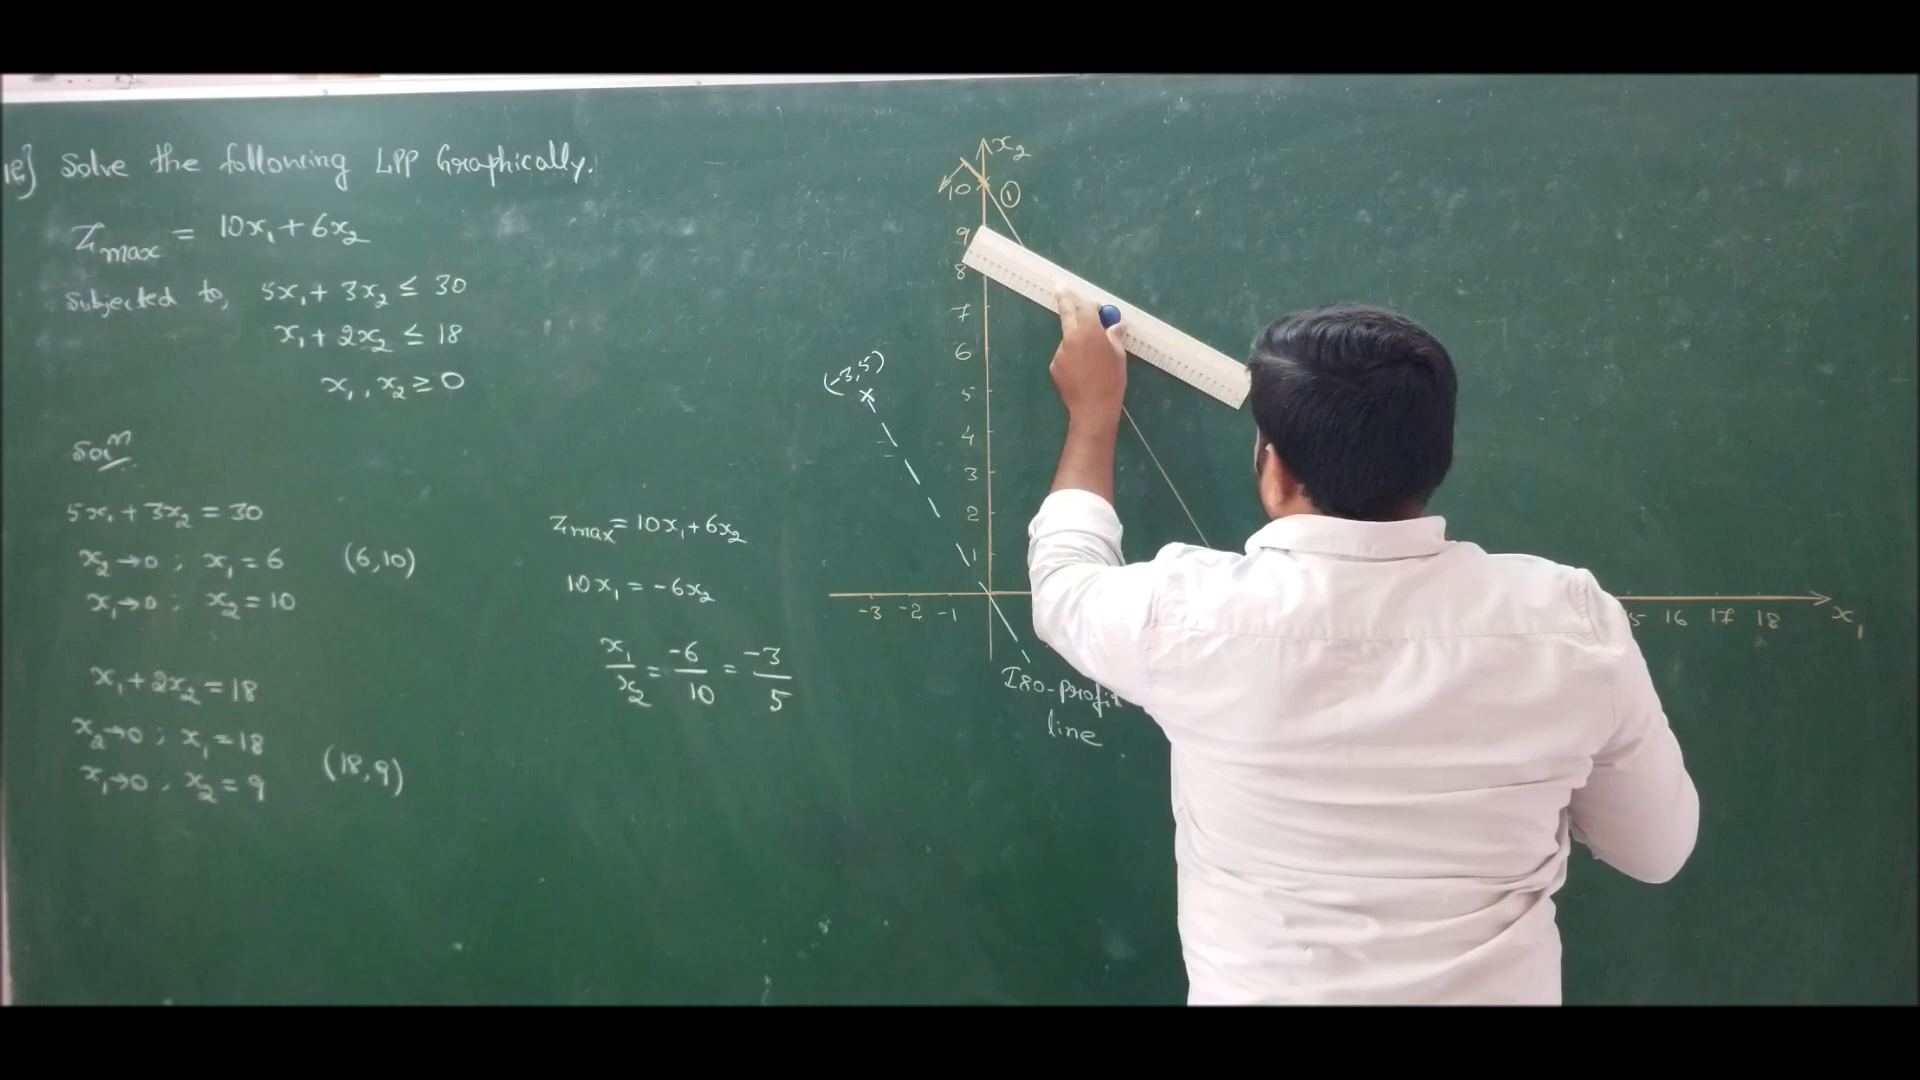 18] Solve the following LPP Graphically.
Zmax = 10x₁ + 6x₂
Subjected to, 5x₁ + 3x₂ ≤ 30
x₁ + 2x₂ ≤ 18
x₁, x₂ ≥ 0
Solⁿ
5x₁ + 3x₂ = 30
x₂→0 ; x₁ = 6 (6,10)
x₁→0 ; x₂ = 10
x₁ + 2x₂ = 18
x₂→0 ; x₁ = 18
x₁→0 ; x₂ = 9 (18,9)
Zmax = 10x₁ + 6x₂
10x₁ = -6x₂
x₁/x₂ = -6/10 = -3/5
x₂
10 ①
9
8
7
6
(-3,5)
5
4
3
2
1
-3 -2 -1 16 17 18 x₁
Iso-profit
line